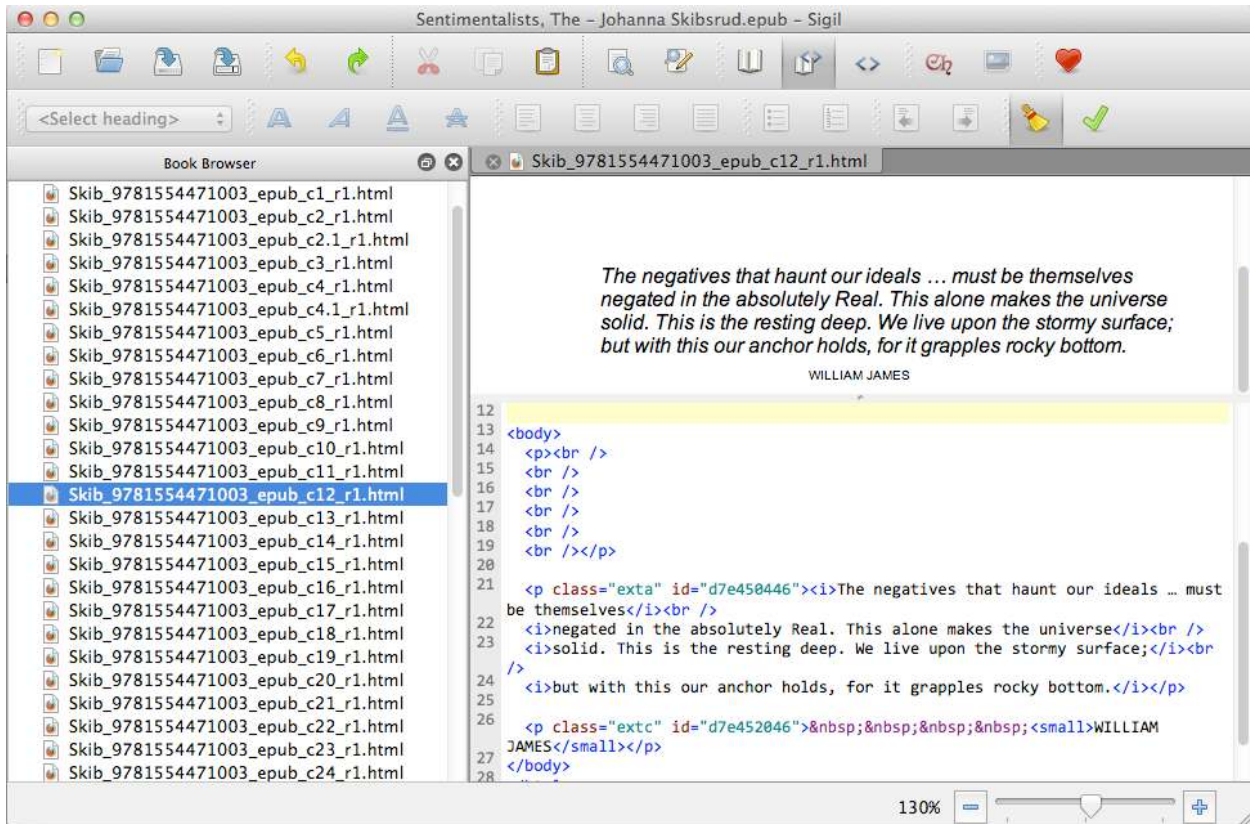 Sentimentalists, The – Johanna Skibsrud.epub – Sigil
Ch
<>
<Select heading>
A A A A
Book Browser
Skib_9781554471003_epub_c12_r1.html
Skib_9781554471003_epub_c1_r1.html
Skib_9781554471003_epub_c2_r1.html
Skib_9781554471003_epub_c2.1_r1.html
Skib_9781554471003_epub_c3_r1.html
Skib_9781554471003_epub_c4_r1.html
Skib_9781554471003_epub_c4.1_r1.html
Skib_9781554471003_epub_c5_r1.html
Skib_9781554471003_epub_c6_r1.html
Skib_9781554471003_epub_c7_r1.html
Skib_9781554471003_epub_c8_r1.html
Skib_9781554471003_epub_c9_r1.html
Skib_9781554471003_epub_c10_r1.html
Skib_9781554471003_epub_c11_r1.html
Skib_9781554471003_epub_c12_r1.html
Skib_9781554471003_epub_c13_r1.html
Skib_9781554471003_epub_c14_r1.html
Skib_9781554471003_epub_c15_r1.html
Skib_9781554471003_epub_c16_r1.html
Skib_9781554471003_epub_c17_r1.html
Skib_9781554471003_epub_c18_r1.html
Skib_9781554471003_epub_c19_r1.html
Skib_9781554471003_epub_c20_r1.html
Skib_9781554471003_epub_c21_r1.html
Skib_9781554471003_epub_c22_r1.html
Skib_9781554471003_epub_c23_r1.html
Skib_9781554471003_epub_c24_r1.html
The negatives that haunt our ideals … must be themselves
negated in the absolutely Real. This alone makes the universe
solid. This is the resting deep. We live upon the stormy surface;
but with this our anchor holds, for it grapples rocky bottom.
WILLIAM JAMES
12
13 <body>
14 <p><br />
15 <br />
16 <br />
17 <br />
18 <br />
19 <br /></p>
20
21 <p class="exta" id="d7e450446"><i>The negatives that haunt our ideals … must
be themselves</i><br />
22 <i>negated in the absolutely Real. This alone makes the universe</i><br />
23 <i>solid. This is the resting deep. We live upon the stormy surface;</i><br
/>
24 <i>but with this our anchor holds, for it grapples rocky bottom.</i></p>
25
26 <p class="extc" id="d7e452046">&nbsp;&nbsp;&nbsp;&nbsp;<small>WILLIAM
JAMES</small></p>
27 </body>
28
130%